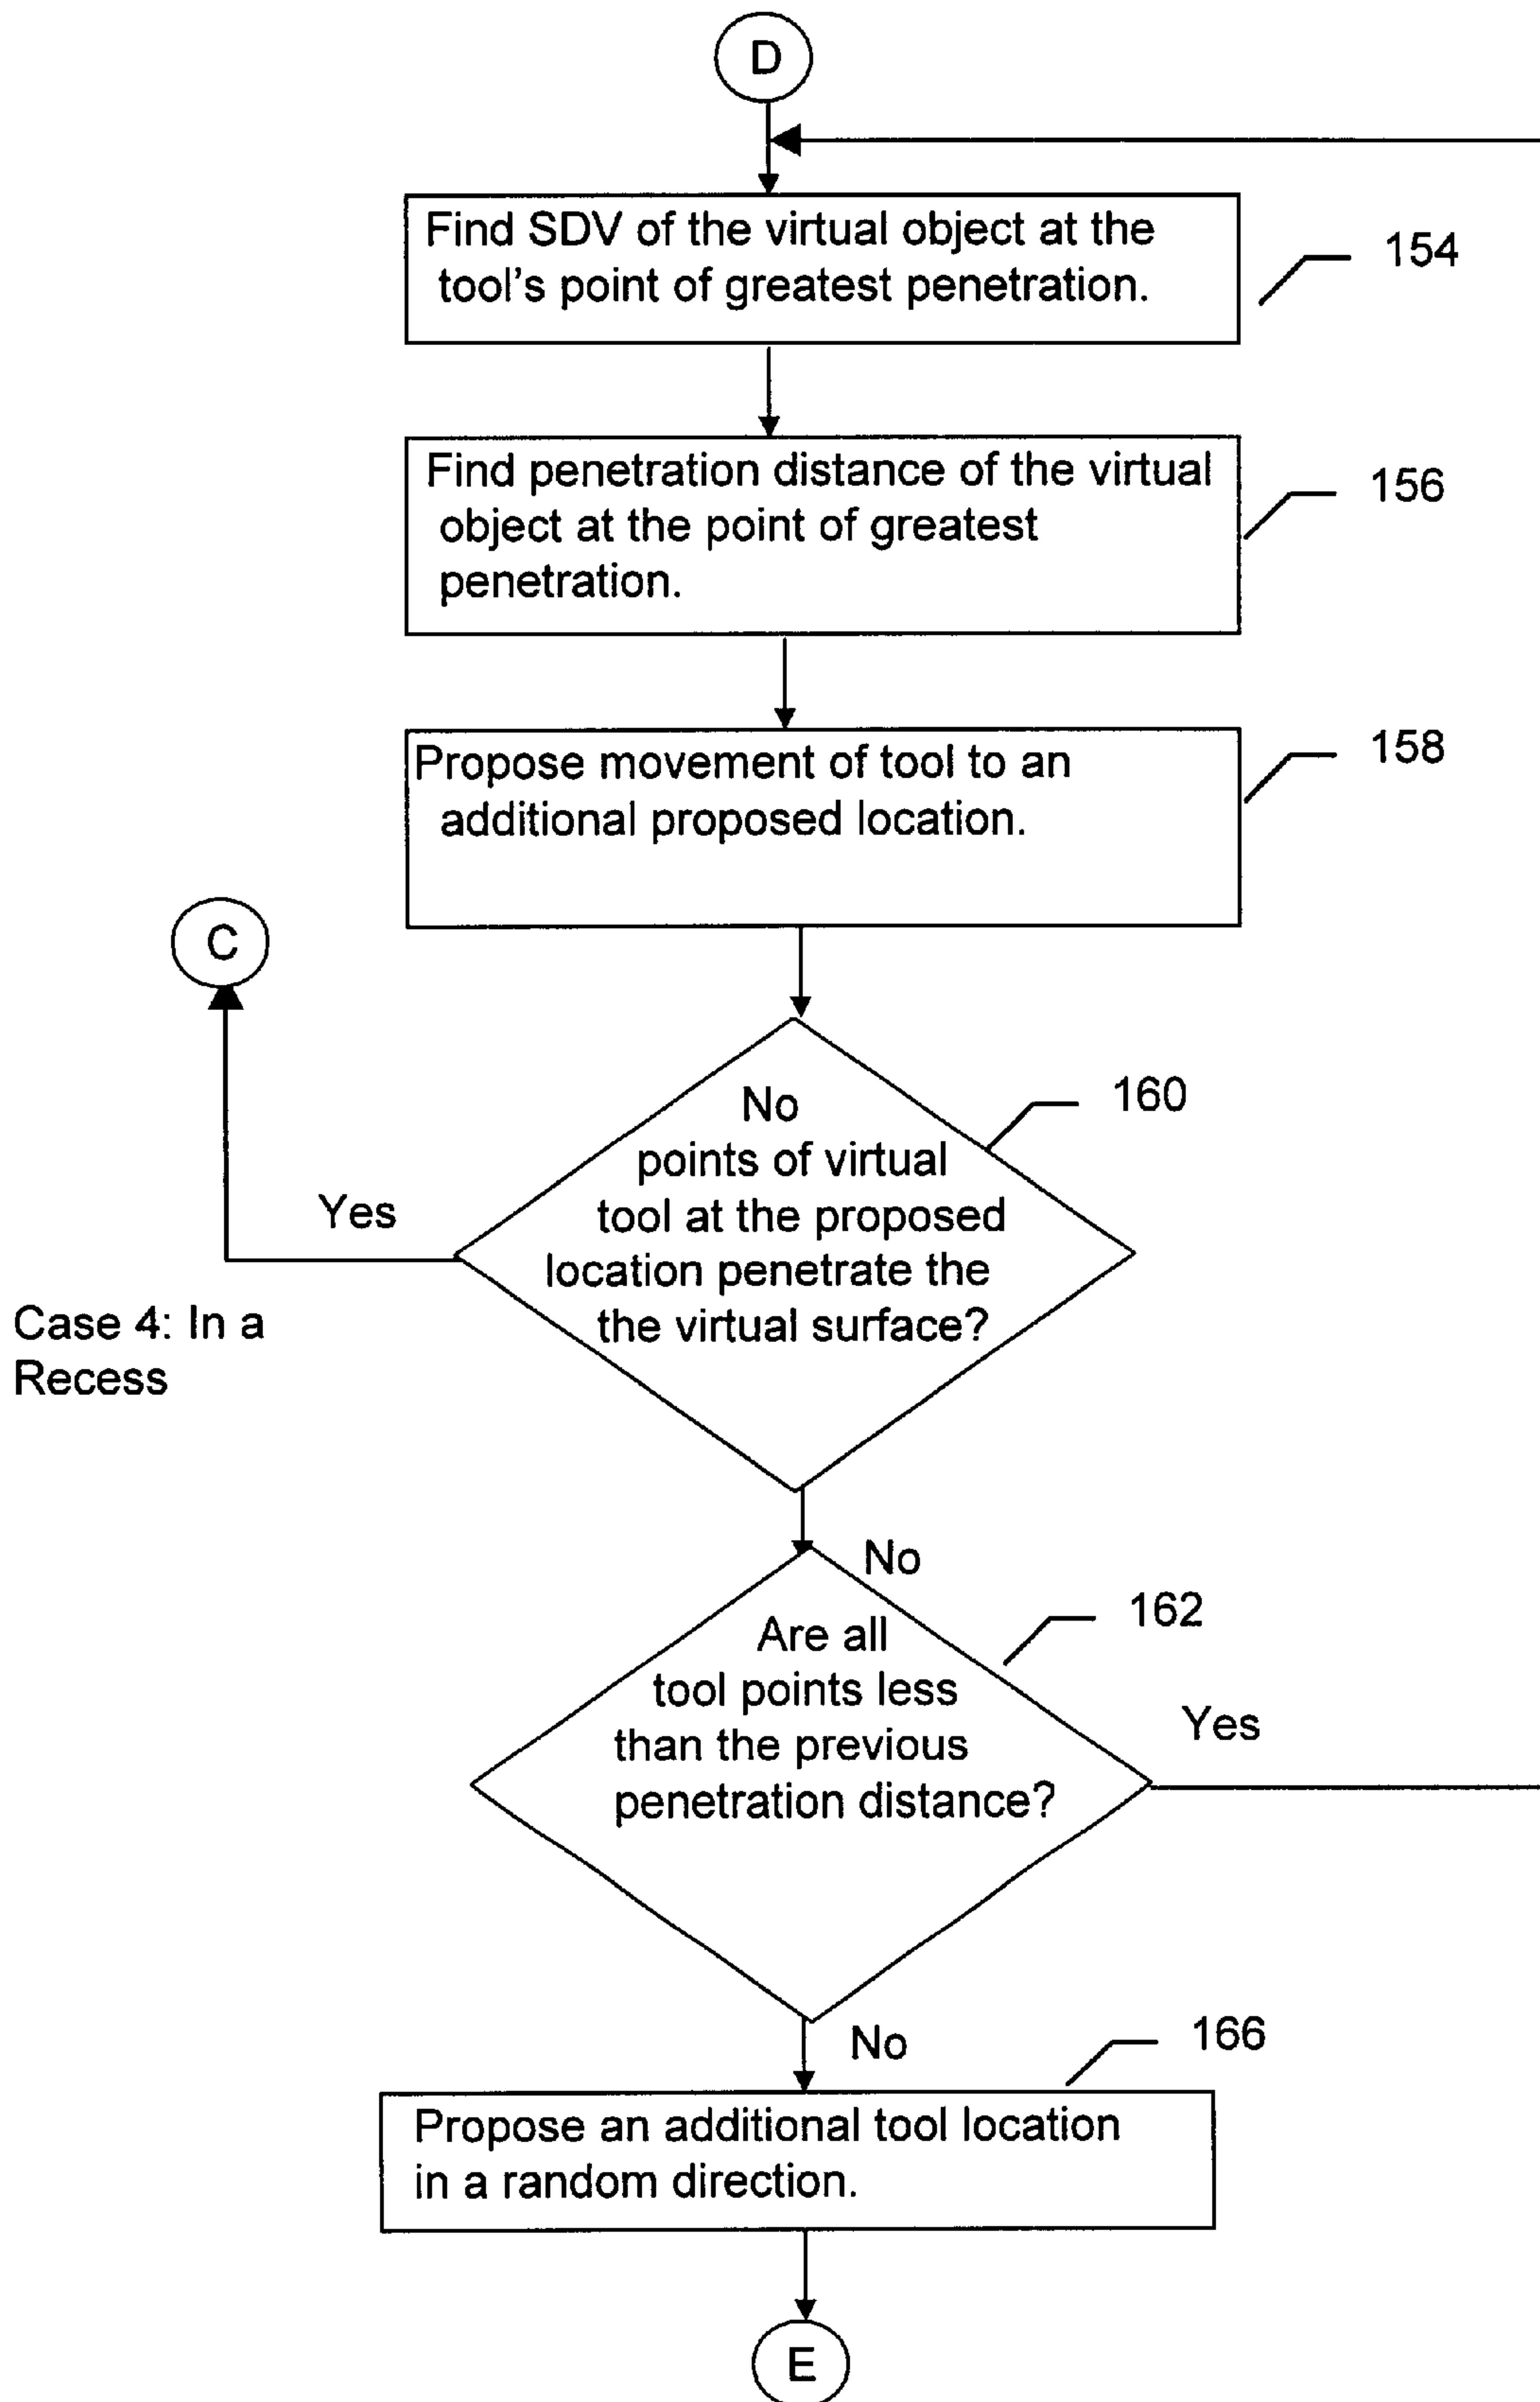 D
Find SDV of the virtual object at the
tool's point of greatest penetration.
154
Find penetration distance of the virtual
object at the point of greatest
penetration.
156
Propose movement of tool to an
additional proposed location.
158
C
No
points of virtual
tool at the proposed
location penetrate the
the virtual surface?
160
Yes
Case 4: In a
Recess
No
Are all
tool points less
than the previous
penetration distance?
162
Yes
No
166
Propose an additional tool location
in a random direction.
E